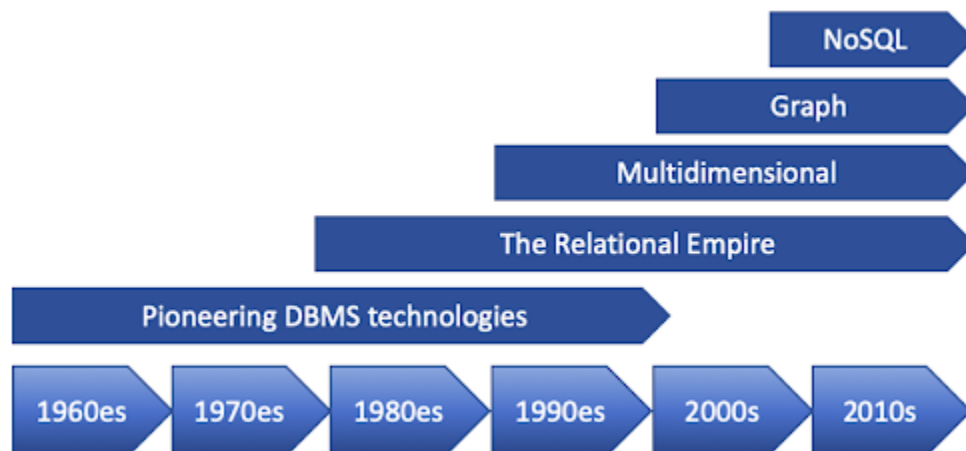 NoSQL
Graph
Multidimensional
The Relational Empire
Pioneering DBMS technologies
1960es 1970es 1980es 1990es 2000s 2010s